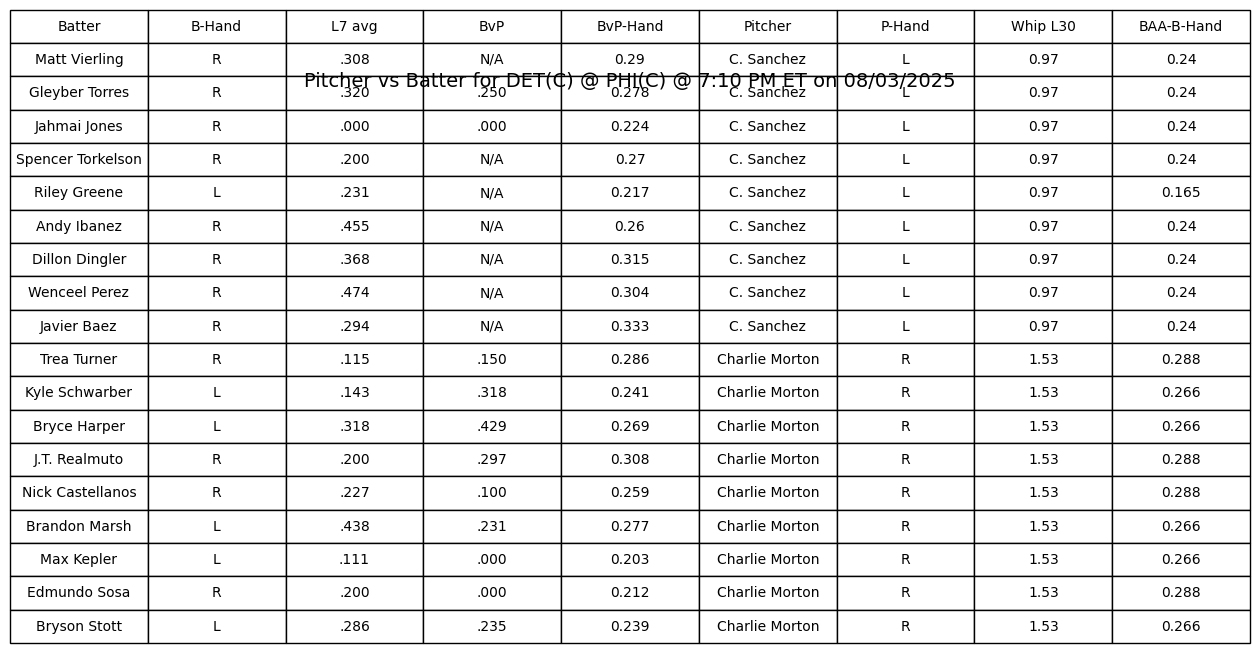 Batter B-Hand L7 avg BvP BvP-Hand Pitcher P-Hand Whip L30 BAA-B-Hand
Matt Vierling R .308 N/A 0.29 C. Sanchez L 0.97 0.24
Pitcher vs Batter for DET(C) @ PHI(C) @ 7:10 PM ET on 08/03/2025
Gleyber Torres R .320 .250 0.278 C. Sanchez L 0.97 0.24
Jahmai Jones R .000 .000 0.224 C. Sanchez L 0.97 0.24
Spencer Torkelson R .200 N/A 0.27 C. Sanchez L 0.97 0.24
Riley Greene L .231 N/A 0.217 C. Sanchez L 0.97 0.165
Andy Ibanez R .455 N/A 0.26 C. Sanchez L 0.97 0.24
Dillon Dingler R .368 N/A 0.315 C. Sanchez L 0.97 0.24
Wenceel Perez R .474 N/A 0.304 C. Sanchez L 0.97 0.24
Javier Baez R .294 N/A 0.333 C. Sanchez L 0.97 0.24
Trea Turner R .115 .150 0.286 Charlie Morton R 1.53 0.288
Kyle Schwarber L .143 .318 0.241 Charlie Morton R 1.53 0.266
Bryce Harper L .318 .429 0.269 Charlie Morton R 1.53 0.266
J.T. Realmuto R .200 .297 0.308 Charlie Morton R 1.53 0.288
Nick Castellanos R .227 .100 0.259 Charlie Morton R 1.53 0.288
Brandon Marsh L .438 .231 0.277 Charlie Morton R 1.53 0.266
Max Kepler L .111 .000 0.203 Charlie Morton R 1.53 0.266
Edmundo Sosa R .200 .000 0.212 Charlie Morton R 1.53 0.288
Bryson Stott L .286 .235 0.239 Charlie Morton R 1.53 0.266